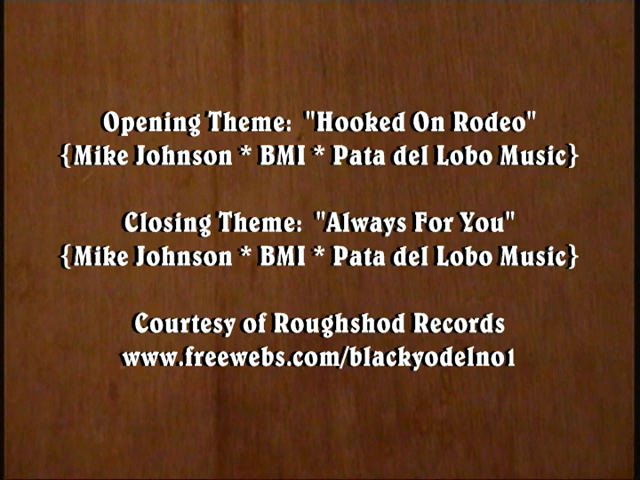 Opening Theme: "Hooked On Rodeo"
{Mike Johnson * BMI * Pata del Lobo Music}
Closing Theme: "Always For You"
{Mike Johnson * BMI * Pata del Lobo Music}
Courtesy of Roughshod Records
www.freewebs.com/blackyodelno1